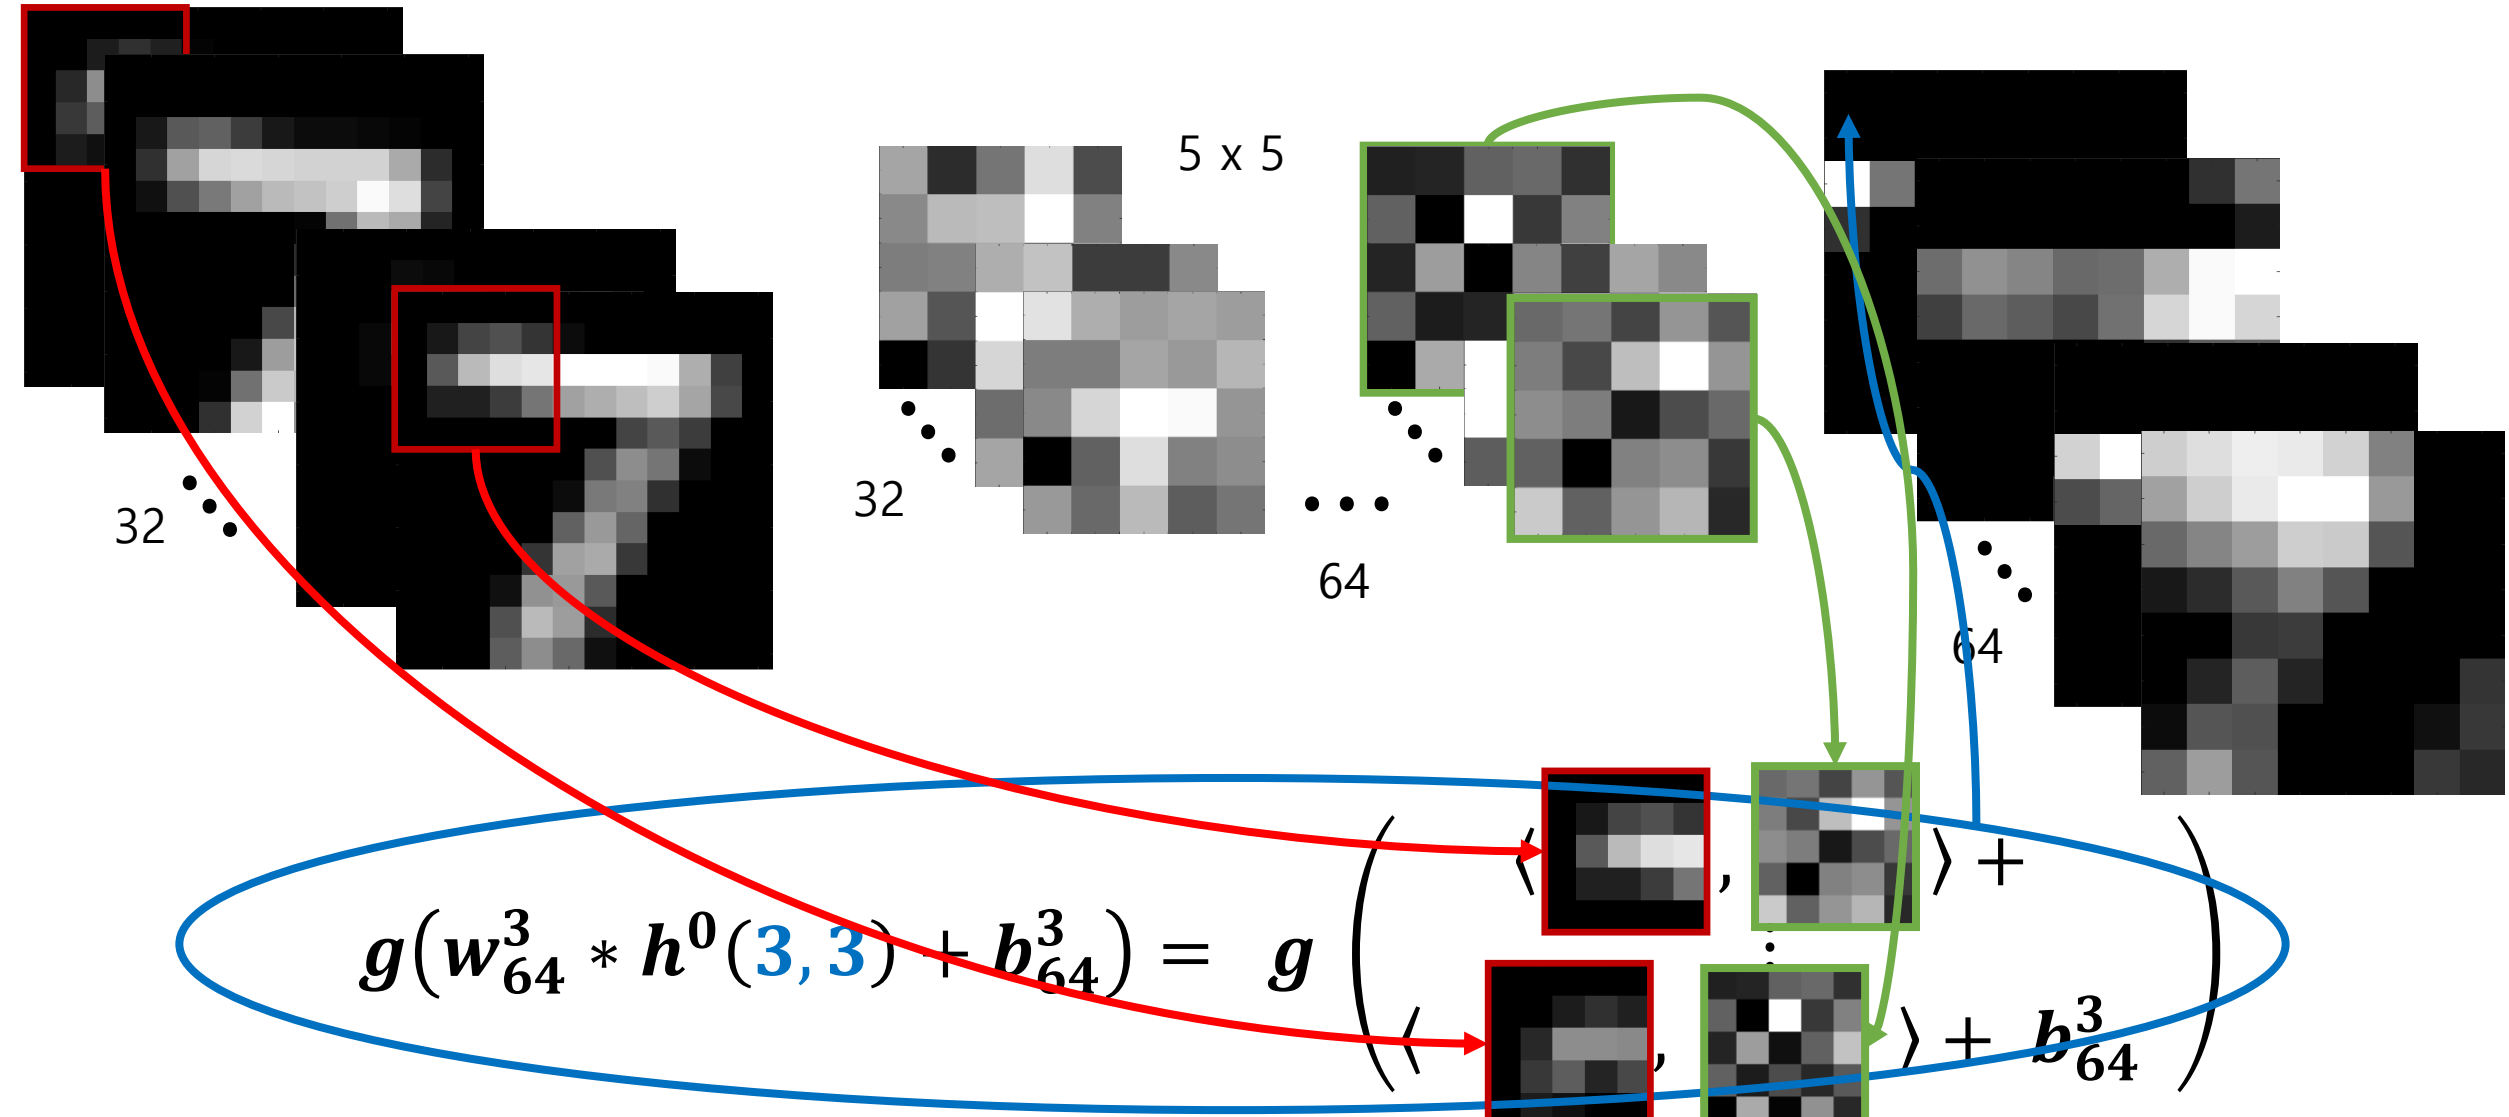 5 x 5
32
32
64
64
⟨ , ⟩ +
g(w³₆₄ * h⁰(3, 3) + b³₆₄) = g
⟨ , ⟩ + b³₆₄